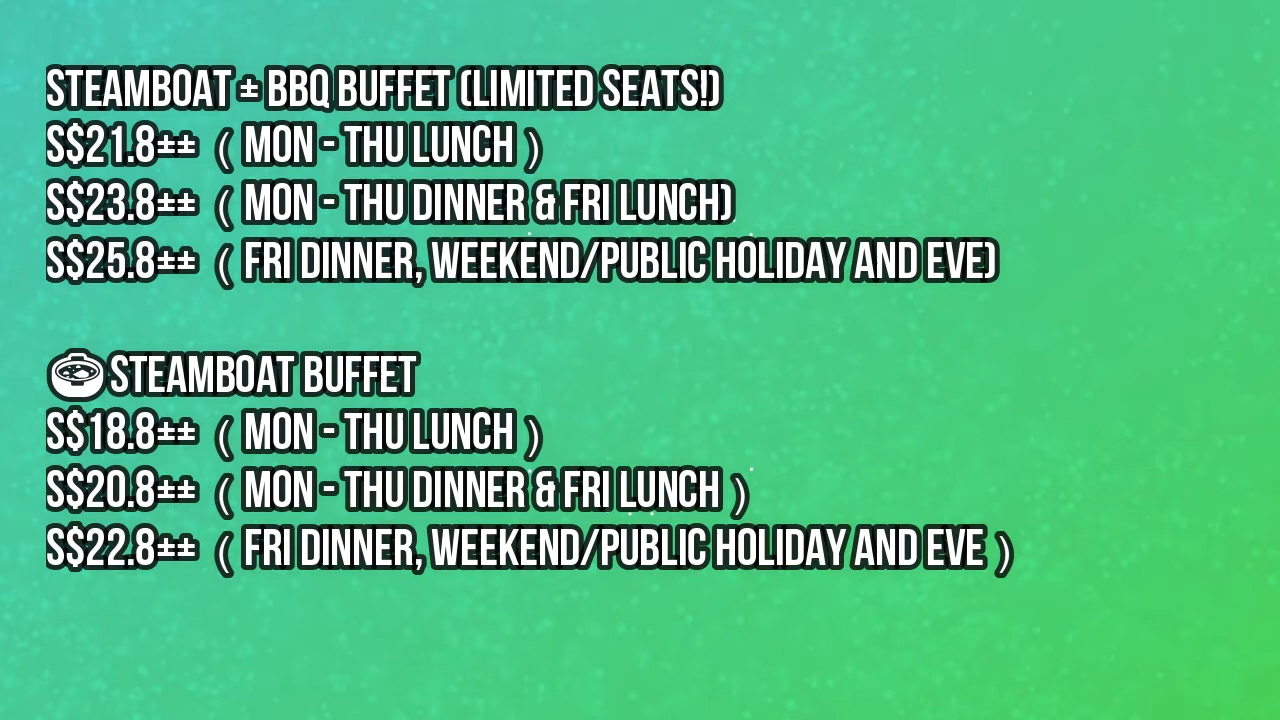 STEAMBOAT ± BBQ BUFFET (LIMITED SEATS!)
S$21.8±± （ MON - THU LUNCH ）
S$23.8±± （ MON - THU DINNER & FRI LUNCH)
S$25.8±± （ FRI DINNER, WEEKEND/PUBLIC HOLIDAY AND EVE)
🍲STEAMBOAT BUFFET
S$18.8±± （ MON - THU LUNCH ）
S$20.8±± （ MON - THU DINNER & FRI LUNCH ）
S$22.8±± （ FRI DINNER, WEEKEND/PUBLIC HOLIDAY AND EVE ）